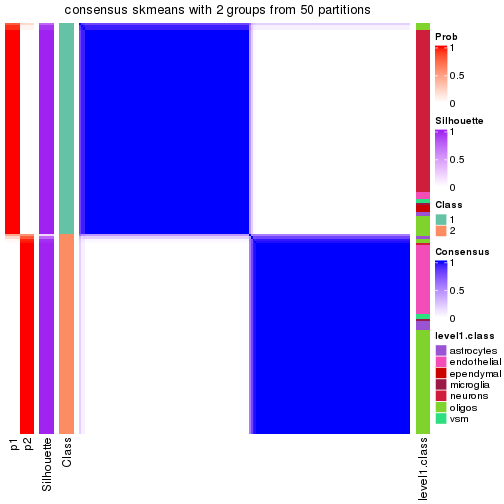 consensus skmeans with 2 groups from 50 partitions
Prob
1
0.5
0
Silhouette
1
0.5
0
Class
1
2
Consensus
1
0.5
0
level1.class
astrocytes
endothelial
ependymal
microglia
neurons
oligos
vsm
p1
p2
Silhouette
Class
level1.class